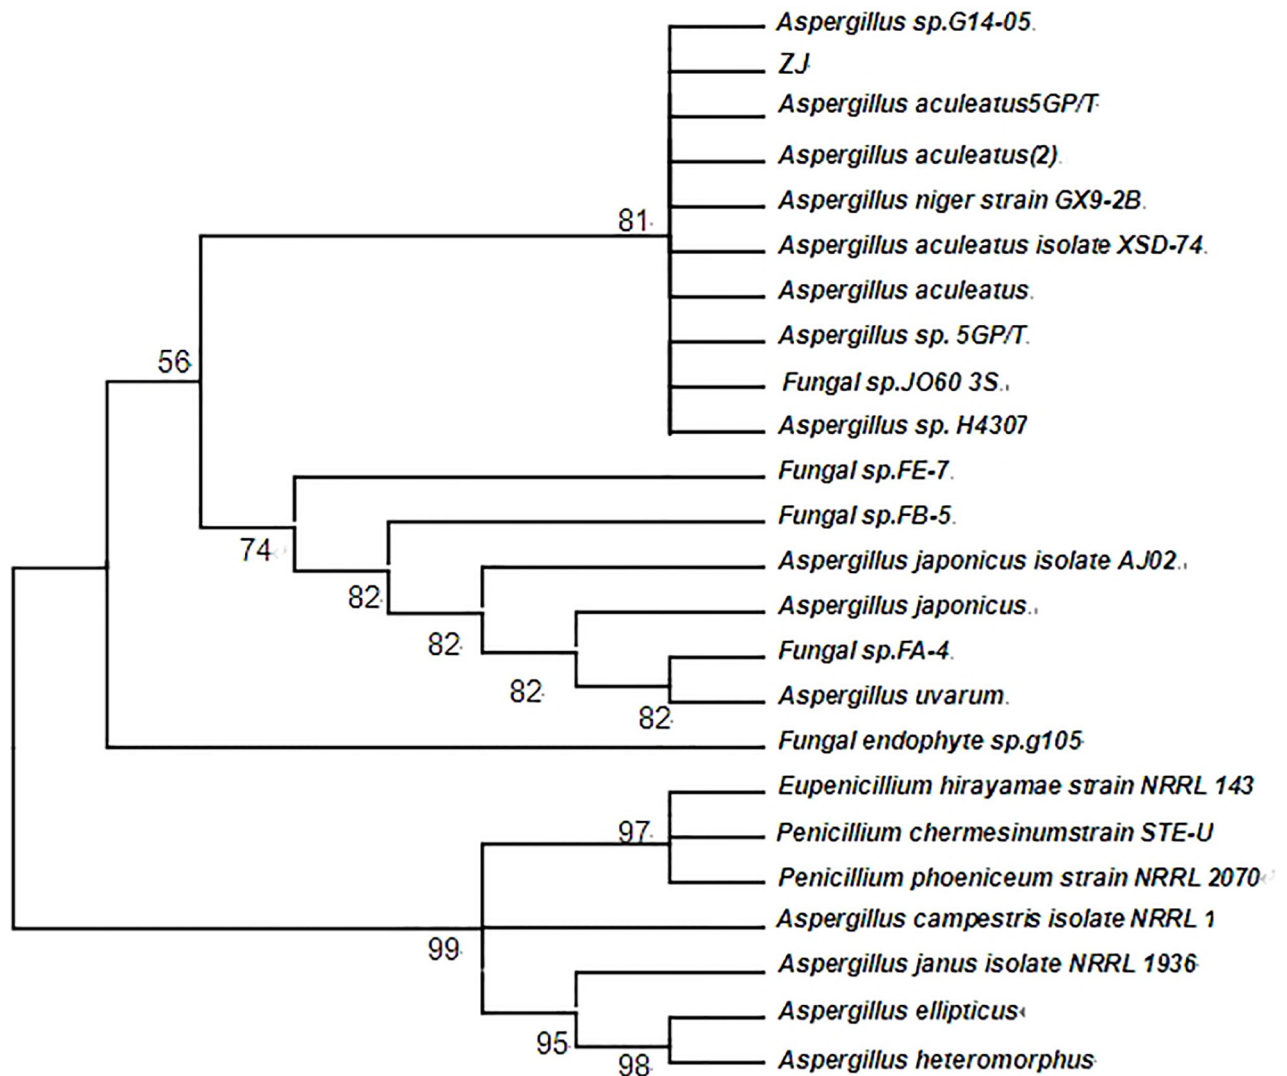 Aspergillus sp.G14-05.
ZJ
Aspergillus aculeatus5GP/T
Aspergillus aculeatus(2).
81
Aspergillus niger strain GX9-2B.
Aspergillus aculeatus isolate XSD-74.
Aspergillus aculeatus.
Aspergillus sp. 5GP/T.
56
Fungal sp.JO60 3S.
Aspergillus sp. H4307
Fungal sp.FE-7.
Fungal sp.FB-5.
74
Aspergillus japonicus isolate AJ02.
82
Aspergillus japonicus.
82
Fungal sp.FA-4.
82
Aspergillus uvarum.
82
Fungal endophyte sp.g105
Eupenicillium hirayamae strain NRRL 143
97
Penicillium chermesinumstrain STE-U
Penicillium phoeniceum strain NRRL 2070
Aspergillus campestris isolate NRRL 1
99
Aspergillus janus isolate NRRL 1936
Aspergillus ellipticus
95
98
Aspergillus heteromorphus